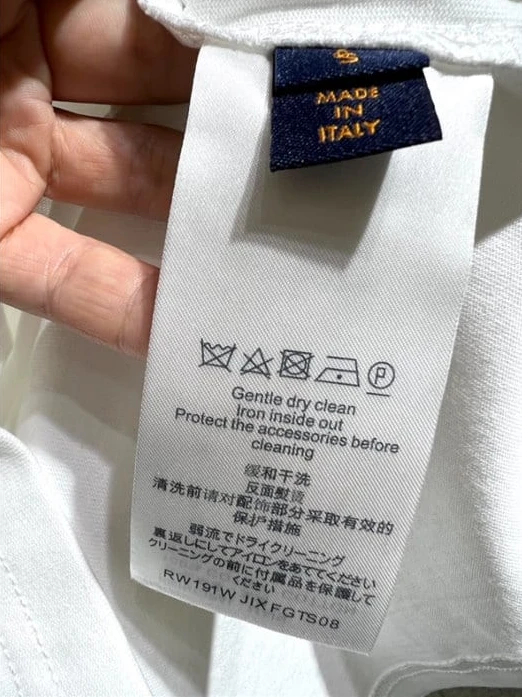 S
MADE
IN
ITALY
P
Gentle dry clean
Iron inside out
Protect the accessories before
cleaning
缓和干洗
反面熨烫
清洗前请对配饰部分采取有效的
保护措施
弱流でドライクリーニング
裏返しにしてアイロンをあててください
クリーニングの前に付属品を保護して
ください
RW191W JIXFGTS08